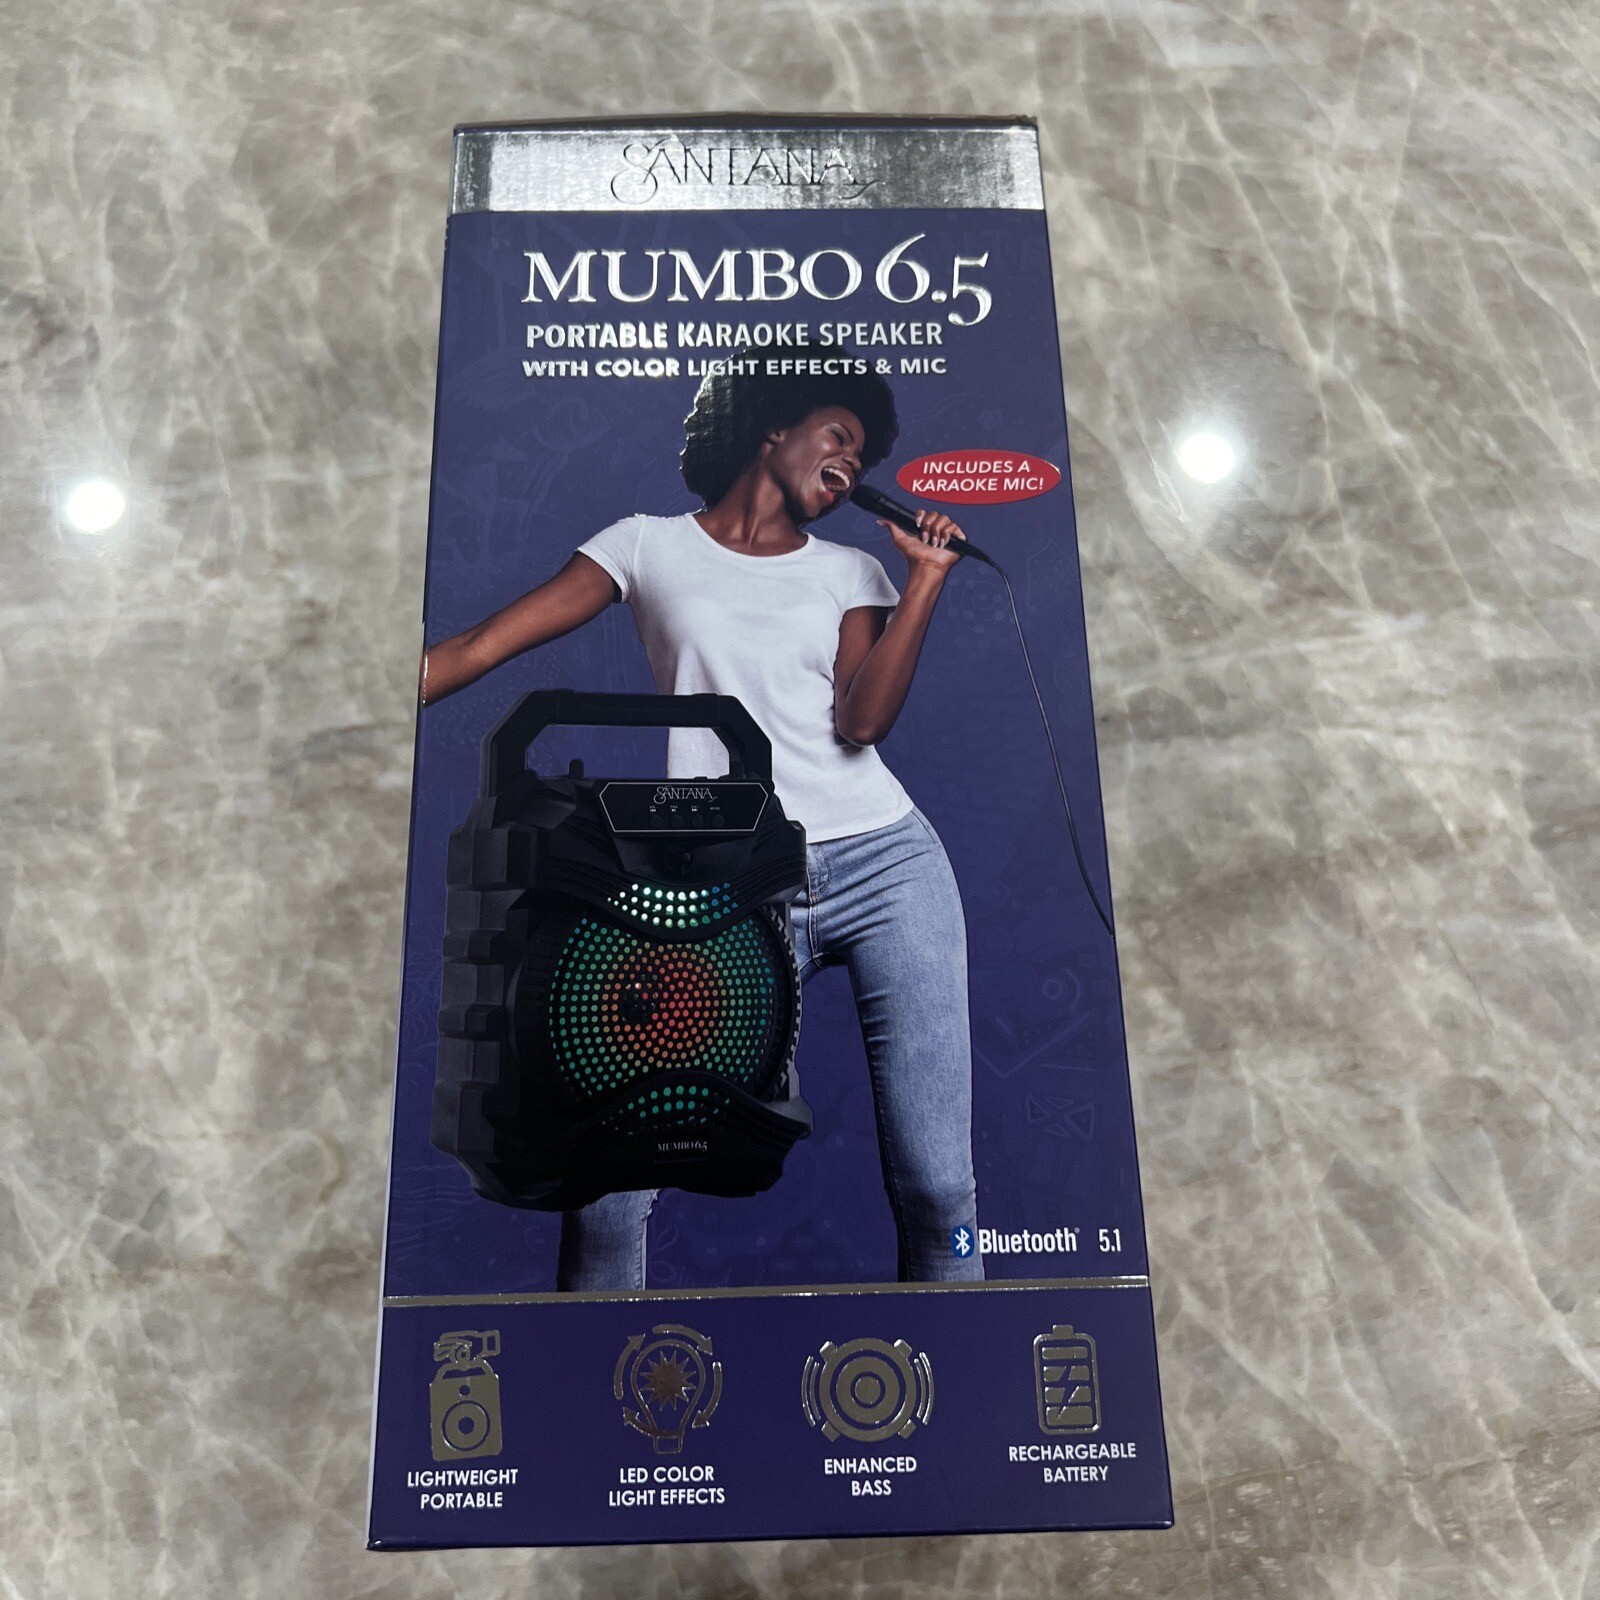 SANTANA
MUMBO 6.5
PORTABLE KARAOKE SPEAKER
WITH COLOR LIGHT EFFECTS & MIC
INCLUDES A
KARAOKE MIC!
SANTANA
MUMBO 6.5
Bluetooth® 5.1
LIGHTWEIGHT
PORTABLE
LED COLOR
LIGHT EFFECTS
ENHANCED
BASS
RECHARGEABLE
BATTERY